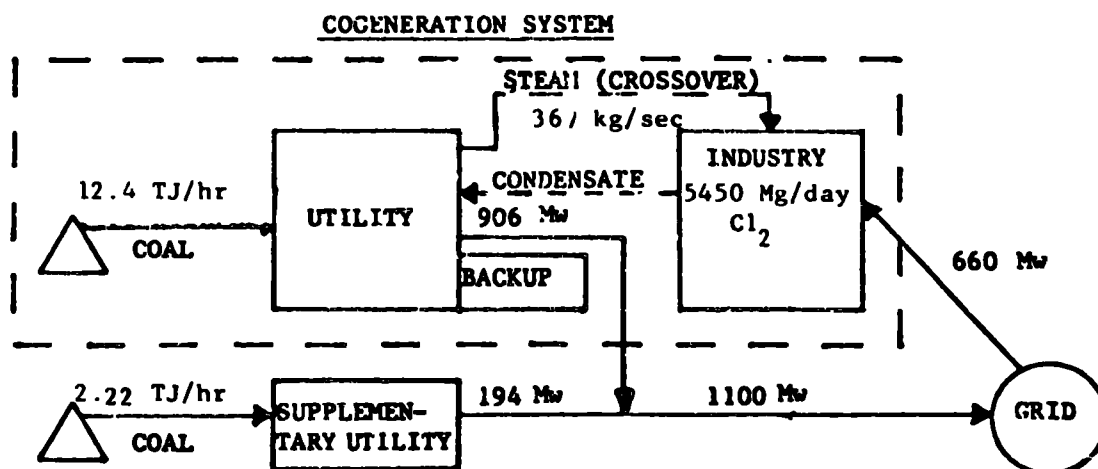 COGENERATION SYSTEM
STEAM (CROSSOVER)
kg/sec
INDUSTRY
5450 Mg/day
Cl2
12.4 TJ/hr
COAL
UTILITY
CONDENSATE
906 Mw
BACKUP
660 Mw
2.22 TJ/hr
COAL
SUPPLEMEN-
TARY UTILITY
194 Mw
1100 Mw
GRID